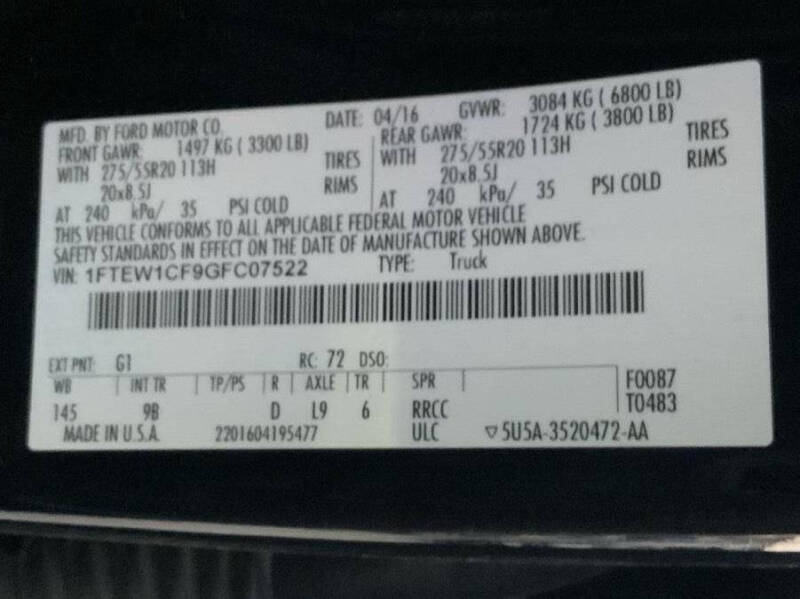 MFD. BY FORD MOTOR CO. DATE: 04/16 GVWR: 3084 KG ( 6800 LB)
FRONT GAWR: 1497 KG ( 3300 LB) REAR GAWR: 1724 KG ( 3800 LB)
WITH 275/55R20 113H TIRES WITH 275/55R20 113H TIRES
20x8.5J RIMS 20x8.5J RIMS
AT 240 kPa/ 35 PSI COLD AT 240 kPa/ 35 PSI COLD
THIS VEHICLE CONFORMS TO ALL APPLICABLE FEDERAL MOTOR VEHICLE
SAFETY STANDARDS IN EFFECT ON THE DATE OF MANUFACTURE SHOWN ABOVE.
VIN: 1FTEW1CF9GFC07522 TYPE: Truck
EXT PNT: G1 RC: 72 DSO:
WB INT TR TP/PS R AXLE TR SPR F0087
145 9B D L9 6 RRCC T0483
MADE IN U.S.A. 2201604195477 ULC ▽5U5A-3520472-AA